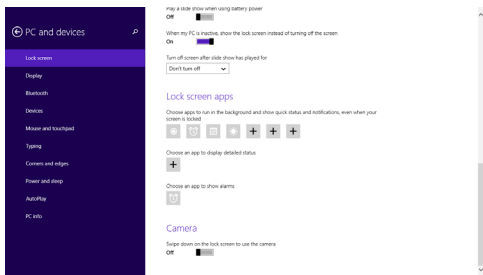 Play a slide show when using battery power
Off
PC and devices
When my PC is inactive, show the lock screen instead of turning off the screen
On
Lock screen
Turn off screen after slide show has played for
Don't turn off
Display
Bluetooth
Lock screen apps
Devices
Choose apps to run in the background and show quick status and notifications, even when your
screen is locked
Mouse and touchpad
Typing
Choose an app to display detailed status
Corners and edges
Power and sleep
Choose an app to show alarms
AutoPlay
PC info
Camera
Swipe down on the lock screen to use the camera
Off